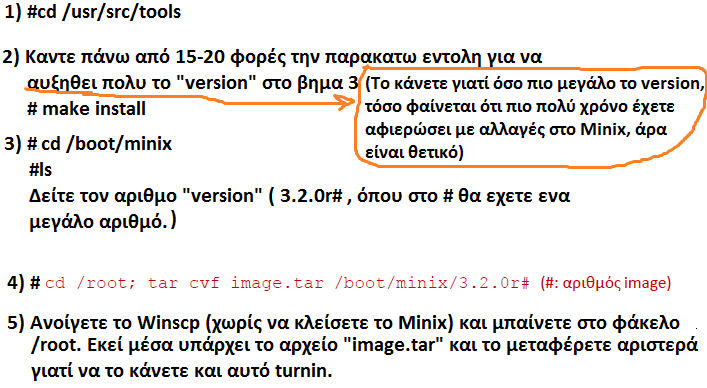 1) #cd /usr/src/tools
2) Καντε πάνω από 15-20 φορές την παρακατω εντολη για να
αυξηθει πολυ το "version" στο βημα 3
# make install
(Το κάνετε γιατί όσο πιο μεγάλο το version,
τόσο φαίνεται ότι πιο πολύ χρόνο έχετε
αφιερώσει με αλλαγές στο Minix, άρα
είναι θετικό)
3) # cd /boot/minix
#ls
Δείτε τον αριθμο "version" ( 3.2.0r# , όπου στο # θα εχετε ενα
μεγάλο αριθμό.)
4) # cd /root; tar cvf image.tar /boot/minix/3.2.0r# (#: αριθμός image)
5) Ανοίγετε το Winscp (χωρίς να κλείσετε το Minix) και μπαίνετε στο φάκελο
/root. Εκεί μέσα υπάρχει το αρχείο "image.tar" και το μεταφέρετε αριστερά
γιατί να το κάνετε και αυτό turnin.